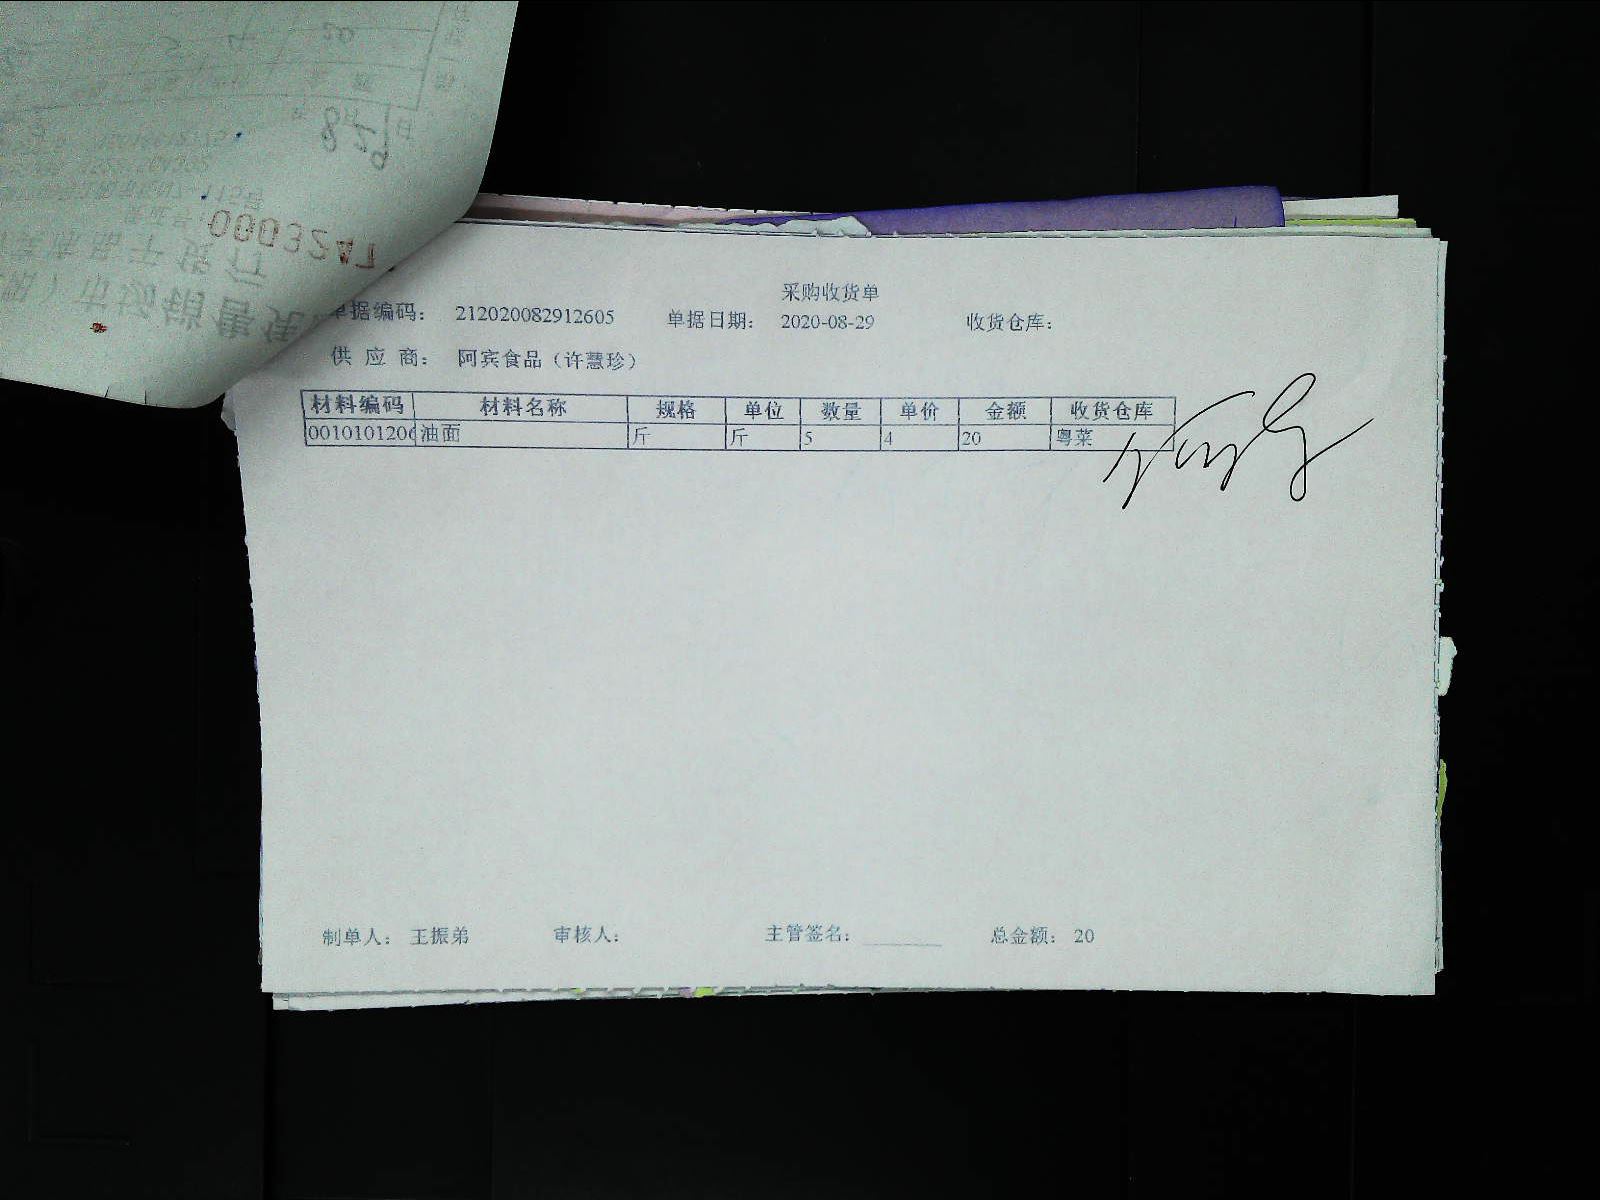 采购收货单
单据编码： 212020082912605 单据日期： 2020-08-29 收货仓库：
供 应 商： 阿宾食品（许慧珍）
材料编码 材料名称 规格 单位 数量 单价 金额 收货仓库
0010101206 油面 斤 斤 5 4 20 粤菜
制单人： 王振弟 审核人： 主管签名： 总金额： 20
0003247